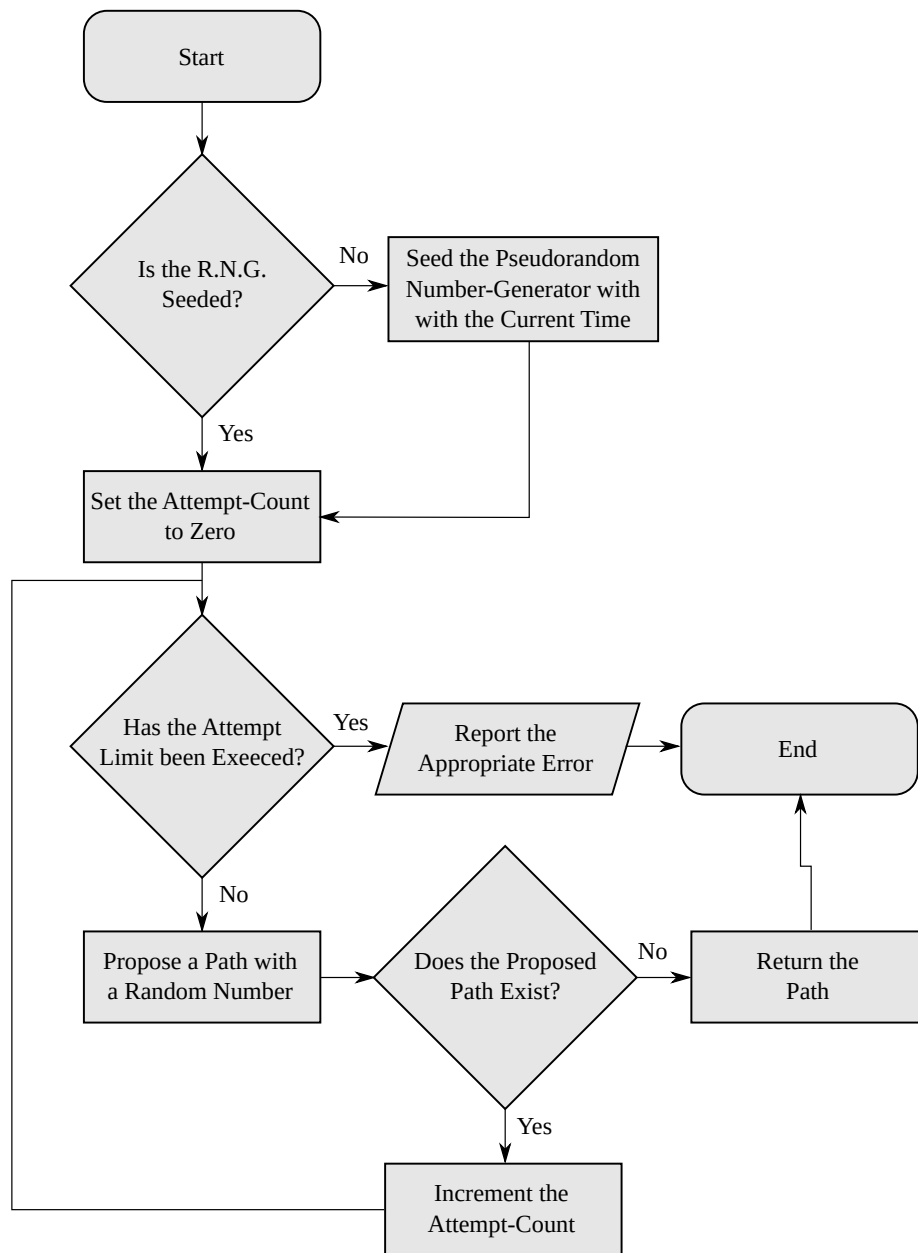 Start
Is the R.N.G.
Seeded?
No
Seed the Pseudorandom
Number-Generator with
with the Current Time
Yes
Set the Attempt-Count
to Zero
Has the Attempt
Limit been Exeeced?
Yes
Report the
Appropriate Error
End
No
Propose a Path with
a Random Number
Does the Proposed
Path Exist?
No
Return the
Path
Yes
Increment the
Attempt-Count